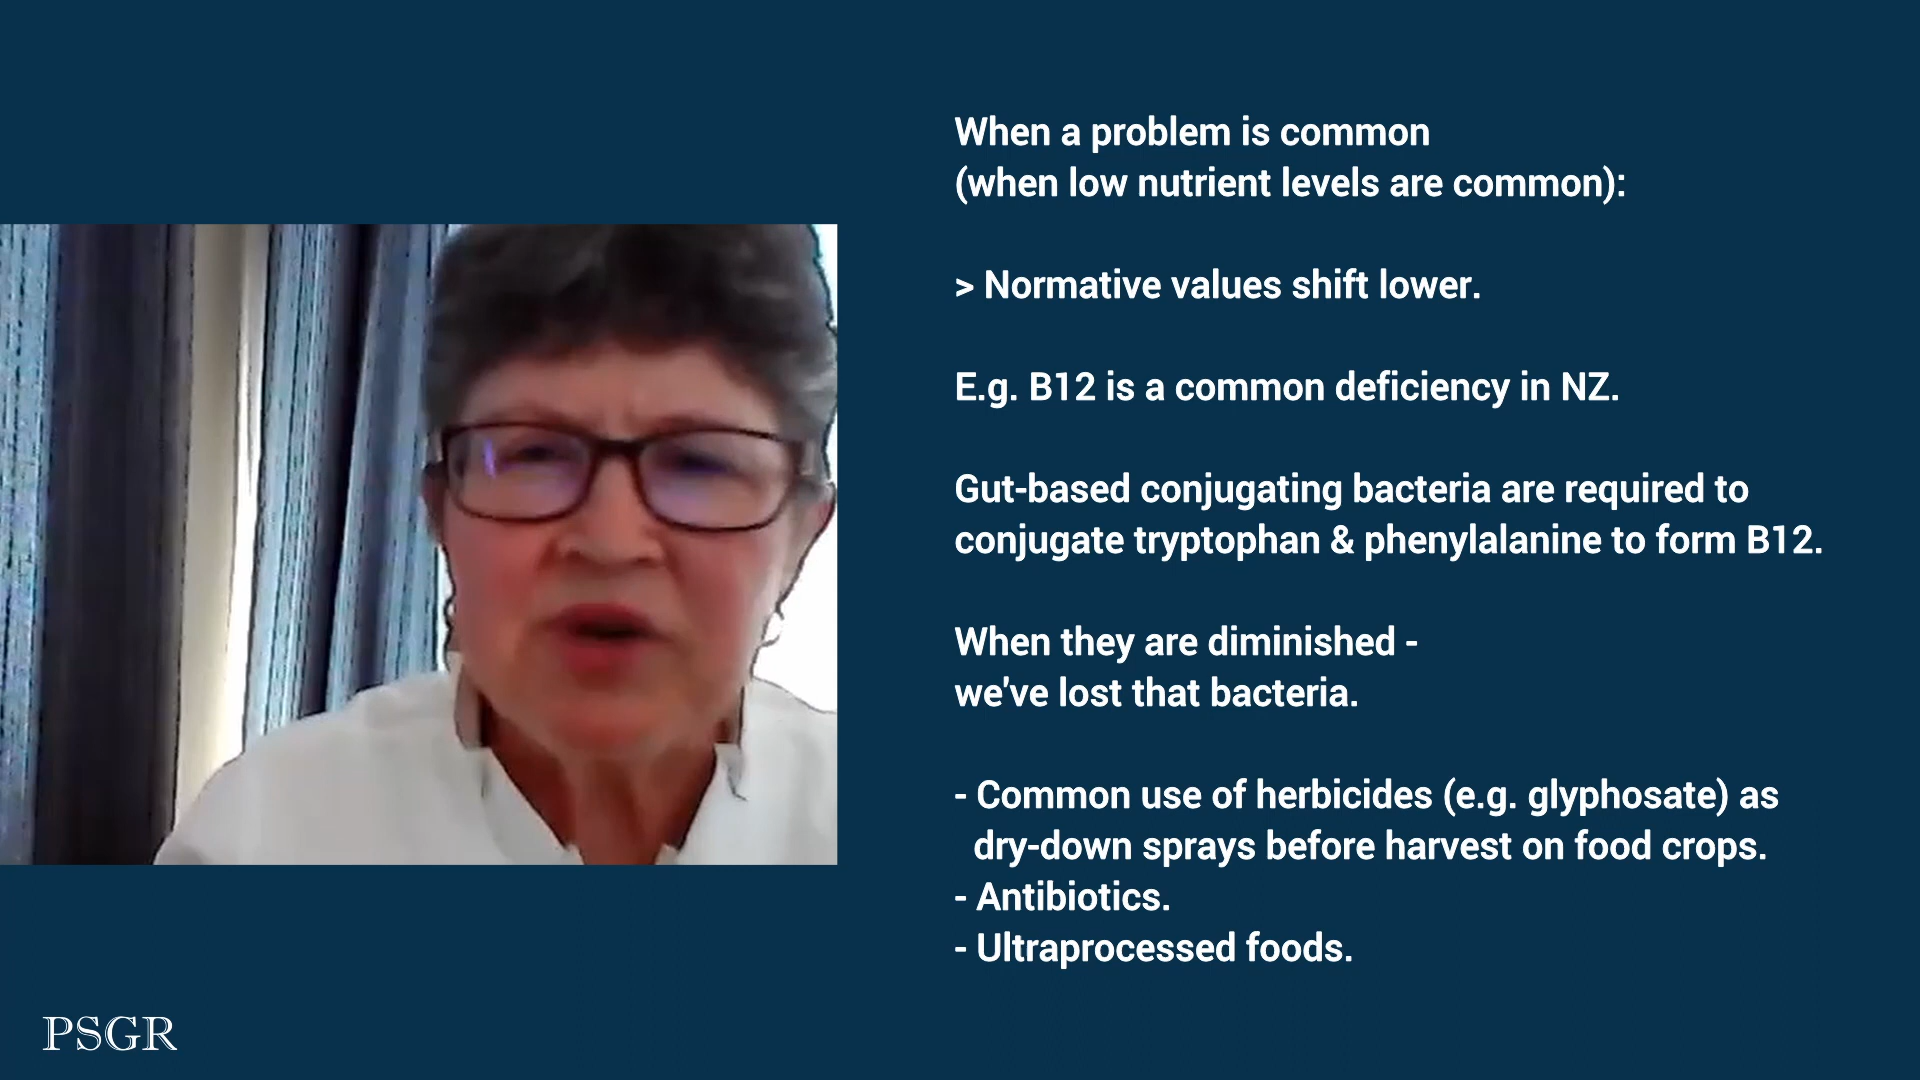 When a problem is common
(when low nutrient levels are common):
> Normative values shift lower.
E.g. B12 is a common deficiency in NZ.
Gut-based conjugating bacteria are required to
conjugate tryptophan & phenylalanine to form B12.
When they are diminished -
we've lost that bacteria.
- Common use of herbicides (e.g. glyphosate) as
dry-down sprays before harvest on food crops.
- Antibiotics.
- Ultraprocessed foods.
PSGR